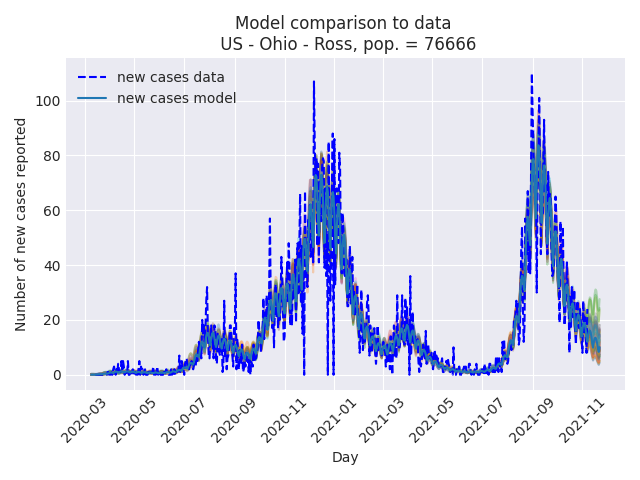 Model comparison to data
US - Ohio - Ross, pop. = 76666
new cases data
new cases model
Number of new cases reported
100
80
60
40
20
0
2020-03
2020-05
2020-07
2020-09
2020-11
2021-01
2021-03
2021-05
2021-07
2021-09
2021-11
Day